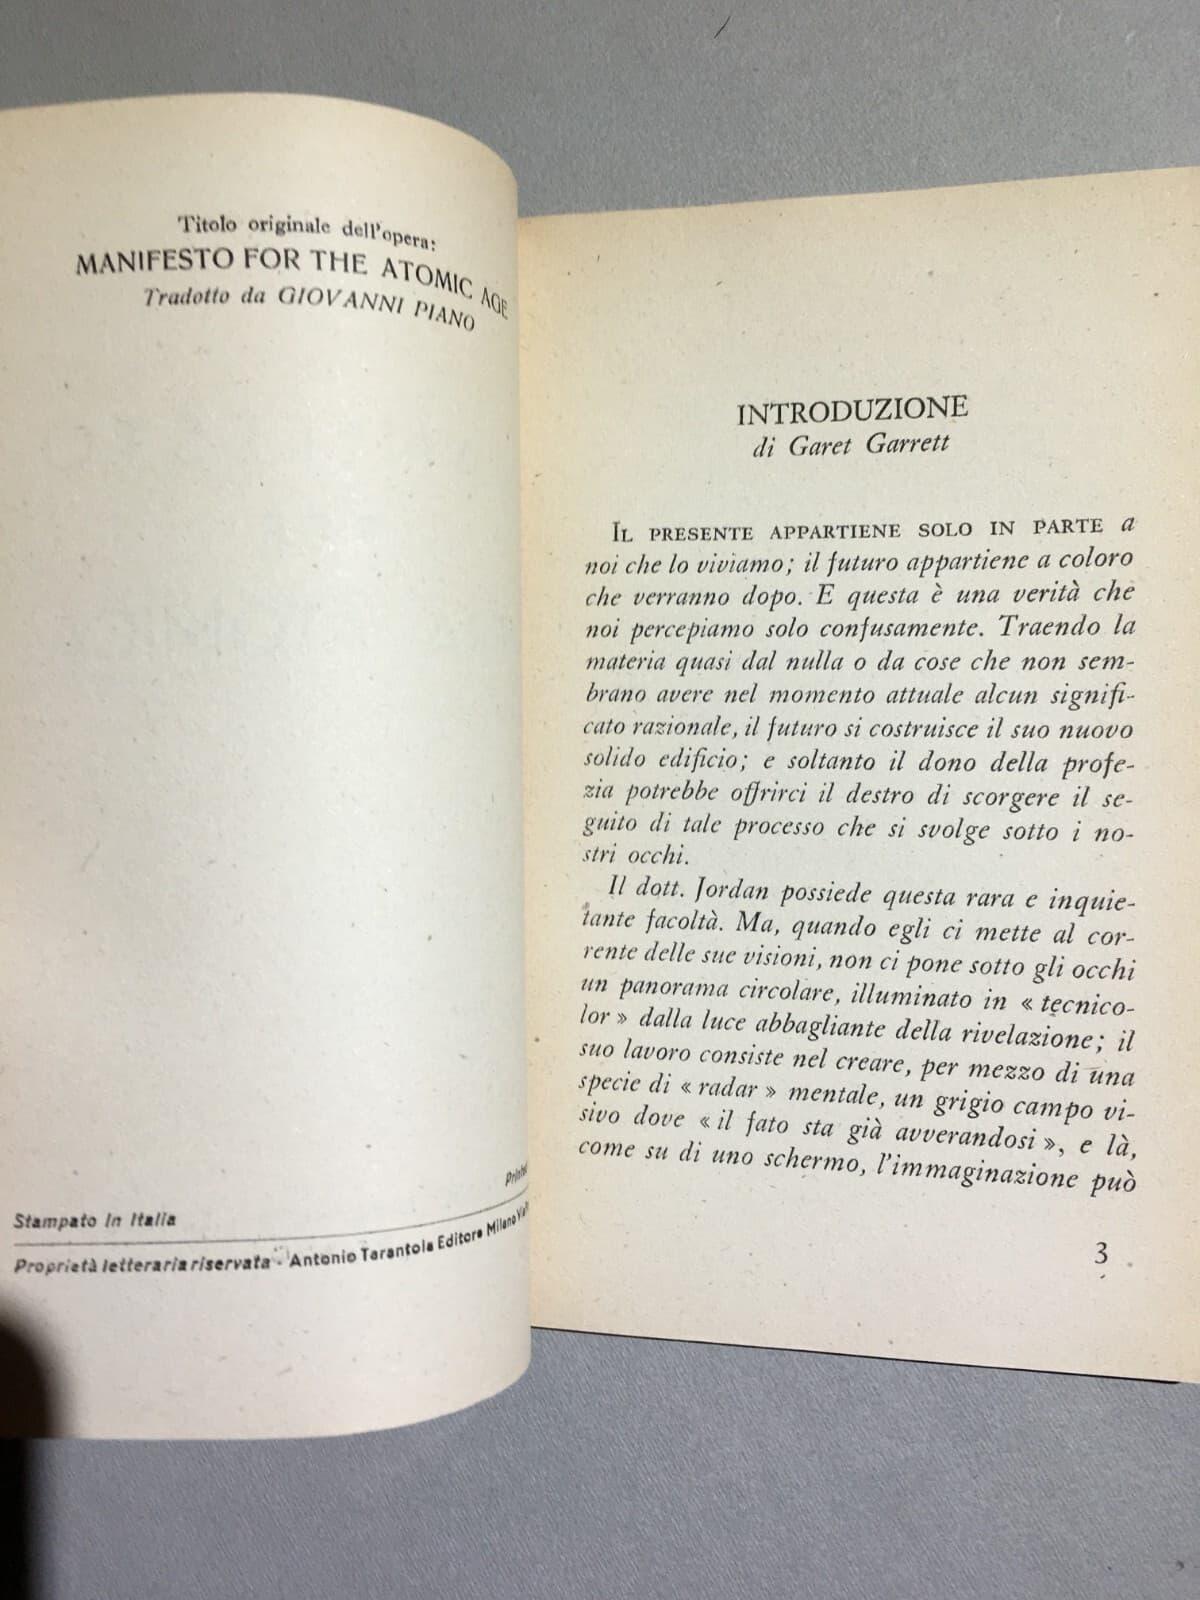 Titolo originale dell'opera:
MANIFESTO FOR THE ATOMIC AGE
Tradotto da GIOVANNI PIANO
Stampato in Italia
Proprietà letteraria riservata - Antonio Tarantola Editore Milano
INTRODUZIONE
di Garet Garrett
IL PRESENTE APPARTIENE SOLO IN PARTE a
noi che lo viviamo; il futuro appartiene a coloro
che verranno dopo. E questa è una verità che
noi percepiamo solo confusamente. Traendo la
materia quasi dal nulla o da cose che non sem-
brano avere nel momento attuale alcun signifi-
cato razionale, il futuro si costruisce il suo nuovo
solido edificio; e soltanto il dono della profe-
zia potrebbe offrirci il destro di scorgere il se-
guito di tale processo che si svolge sotto i no-
stri occhi.
Il dott. Jordan possiede questa rara e inquie-
tante facoltà. Ma, quando egli ci mette al cor-
rente delle sue visioni, non ci pone sotto gli occhi
un panorama circolare, illuminato in « tecnico-
lor » dalla luce abbagliante della rivelazione; il
suo lavoro consiste nel creare, per mezzo di una
specie di « radar » mentale, un grigio campo vi-
sivo dove « il fato sta già avverandosi », e là,
come su di uno schermo, l'immaginazione può
3